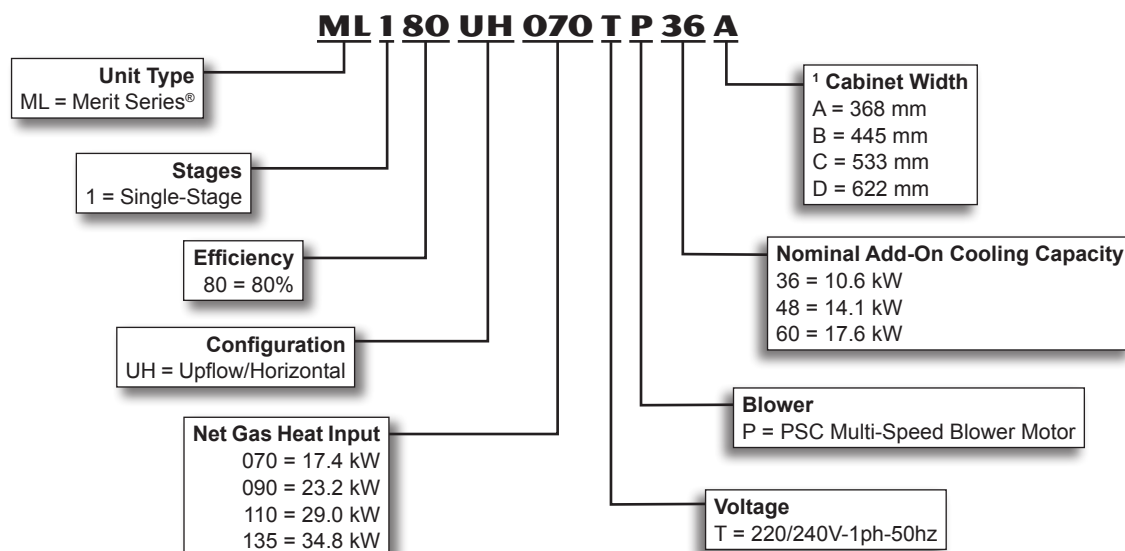 ML 1 80 UH 070 T P 36 A
Unit Type
ML = Merit Series®
Stages
1 = Single-Stage
Efficiency
80 = 80%
Configuration
UH = Upflow/Horizontal
Net Gas Heat Input
070 = 17.4 kW
090 = 23.2 kW
110 = 29.0 kW
135 = 34.8 kW
¹ Cabinet Width
A = 368 mm
B = 445 mm
C = 533 mm
D = 622 mm
Nominal Add-On Cooling Capacity
36 = 10.6 kW
48 = 14.1 kW
60 = 17.6 kW
Blower
P = PSC Multi-Speed Blower Motor
Voltage
T = 220/240V-1ph-50hz